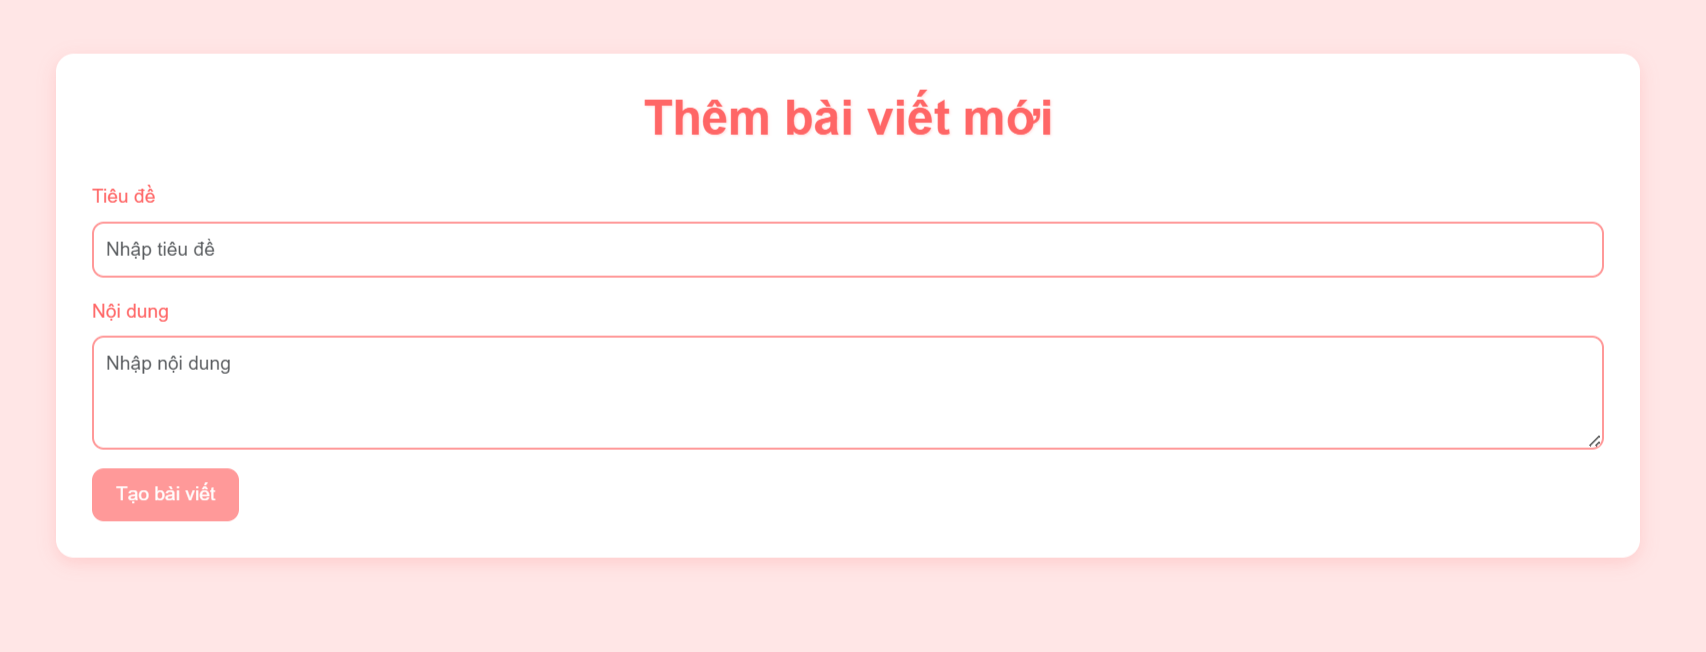 Thêm bài viết mới
Tiêu đề
Nhập tiêu đề
Nội dung
Nhập nội dung
Tạo bài viết